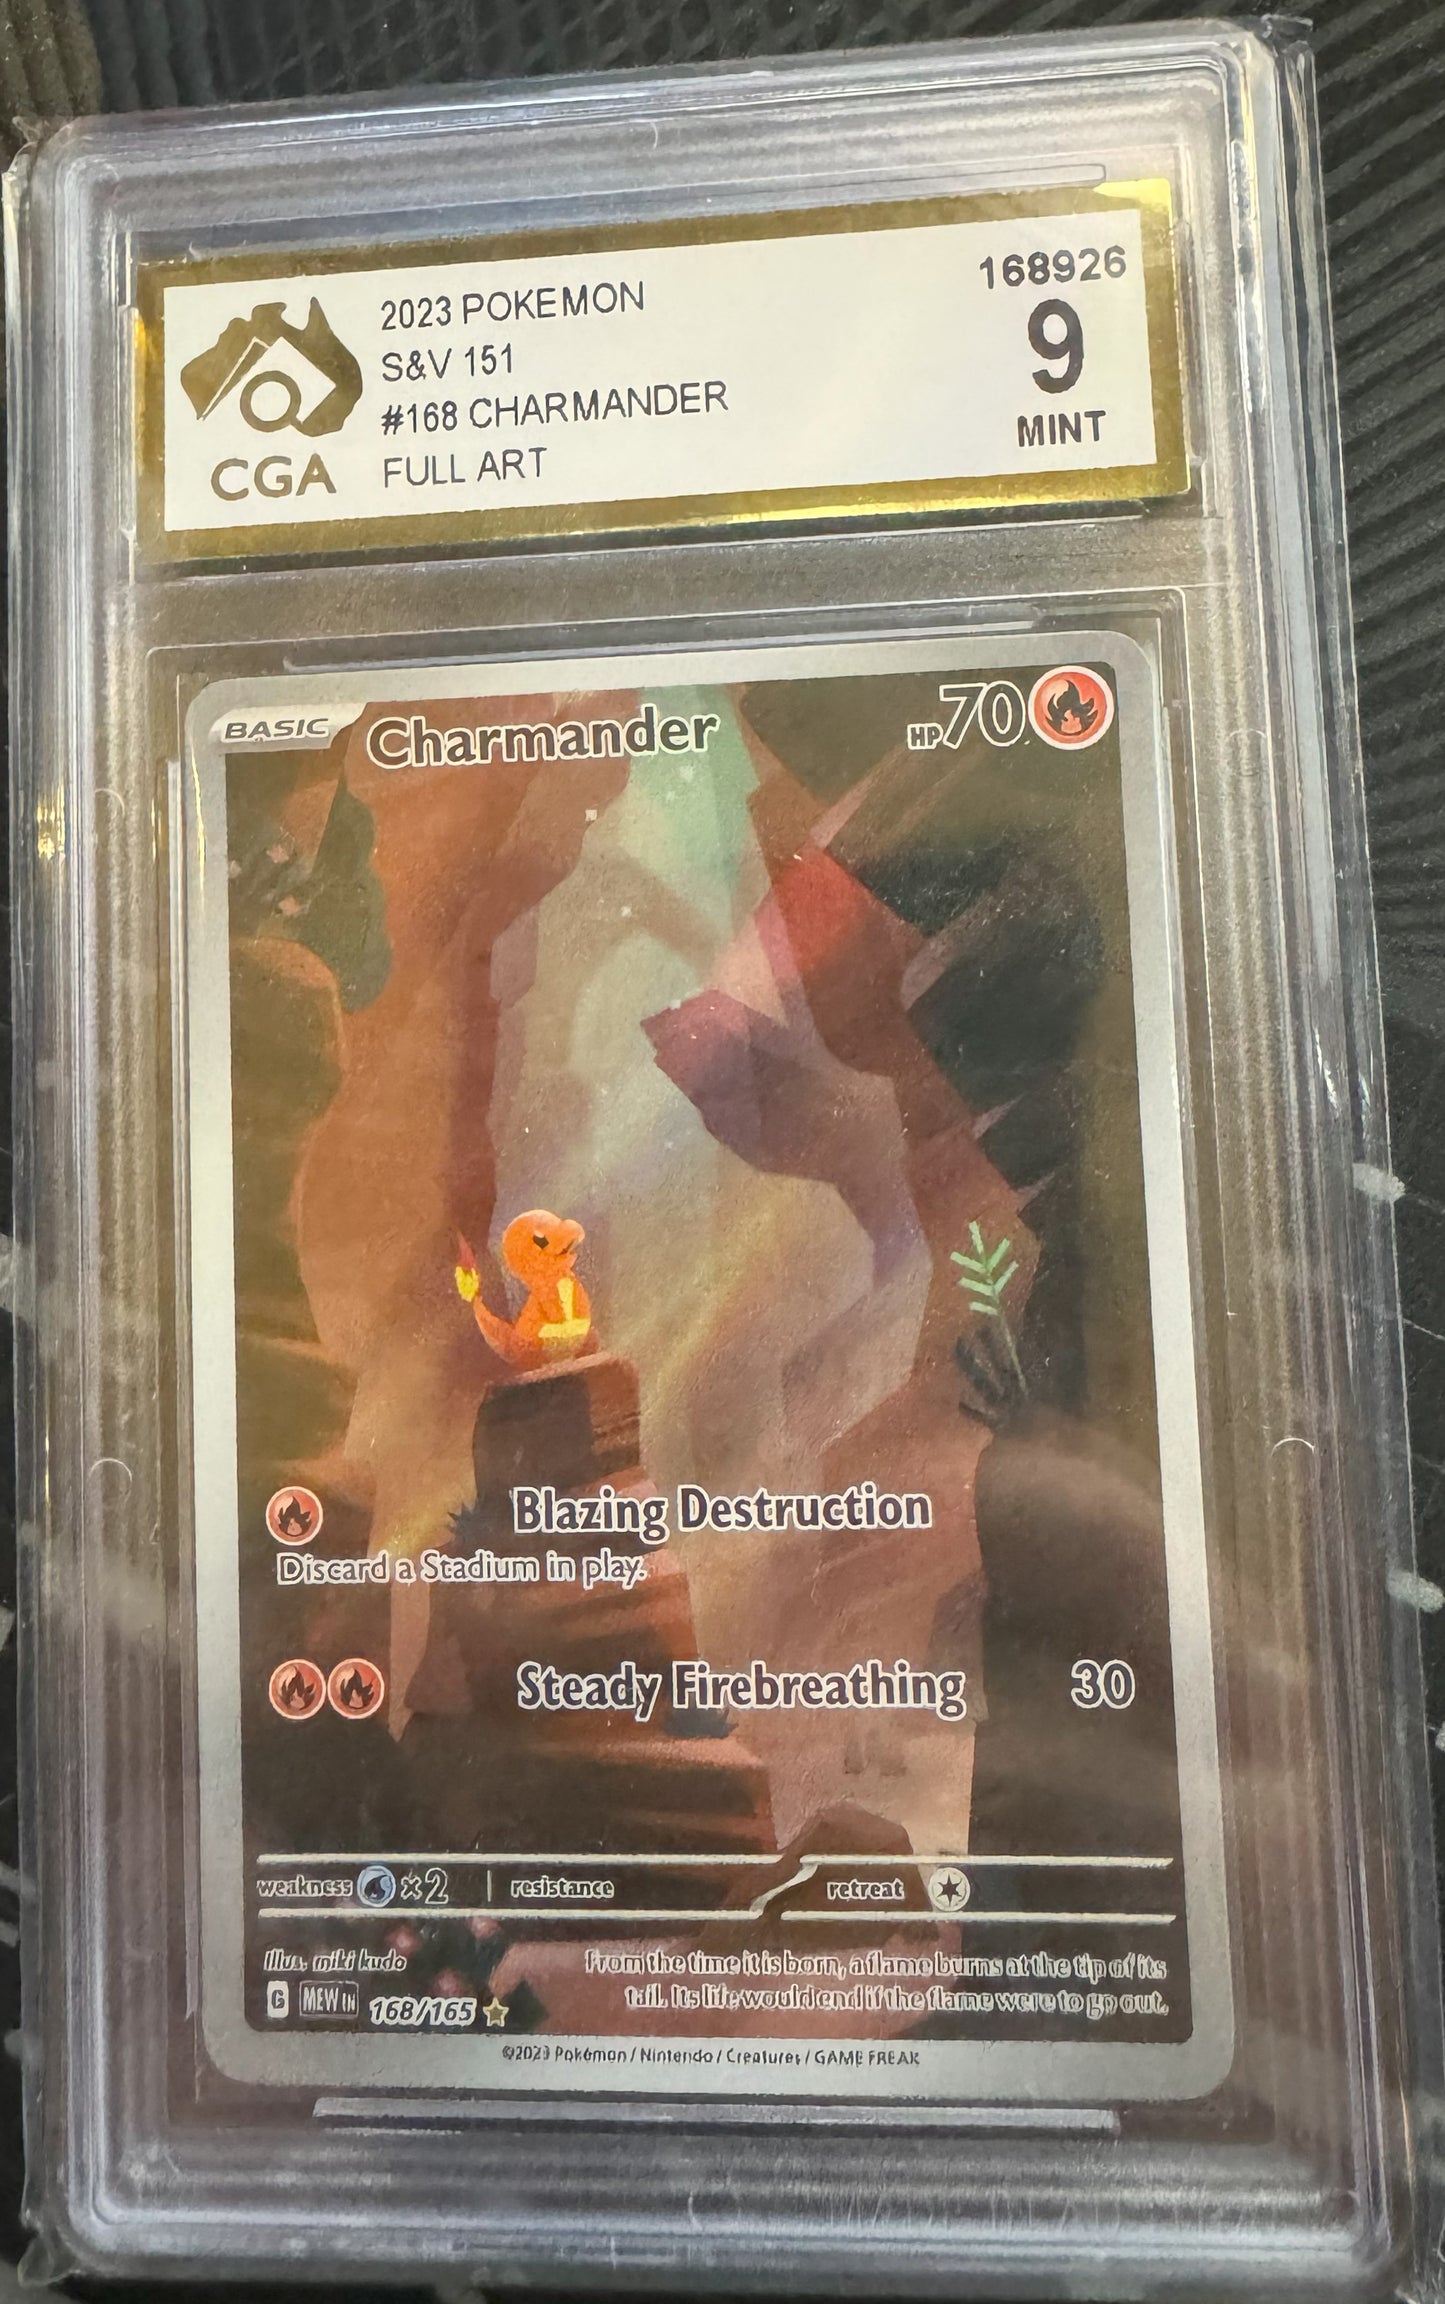 2023 POKEMON
S&V 151
#168 CHARMANDER
FULL ART
CGA
168926
9
MINT
BASIC
Charmander
HP 70
Blazing Destruction
Discard a Stadium in play.
Steady Firebreathing 30
weakness ×2 resistance retreat
Illus. miki kudo
From the time it is born, a flame burns at the tip of its
tail. Its life would end if the flame were to go out.
G MEW EN 168/165
©2023 Pokémon / Nintendo / Creatures / GAME FREAK